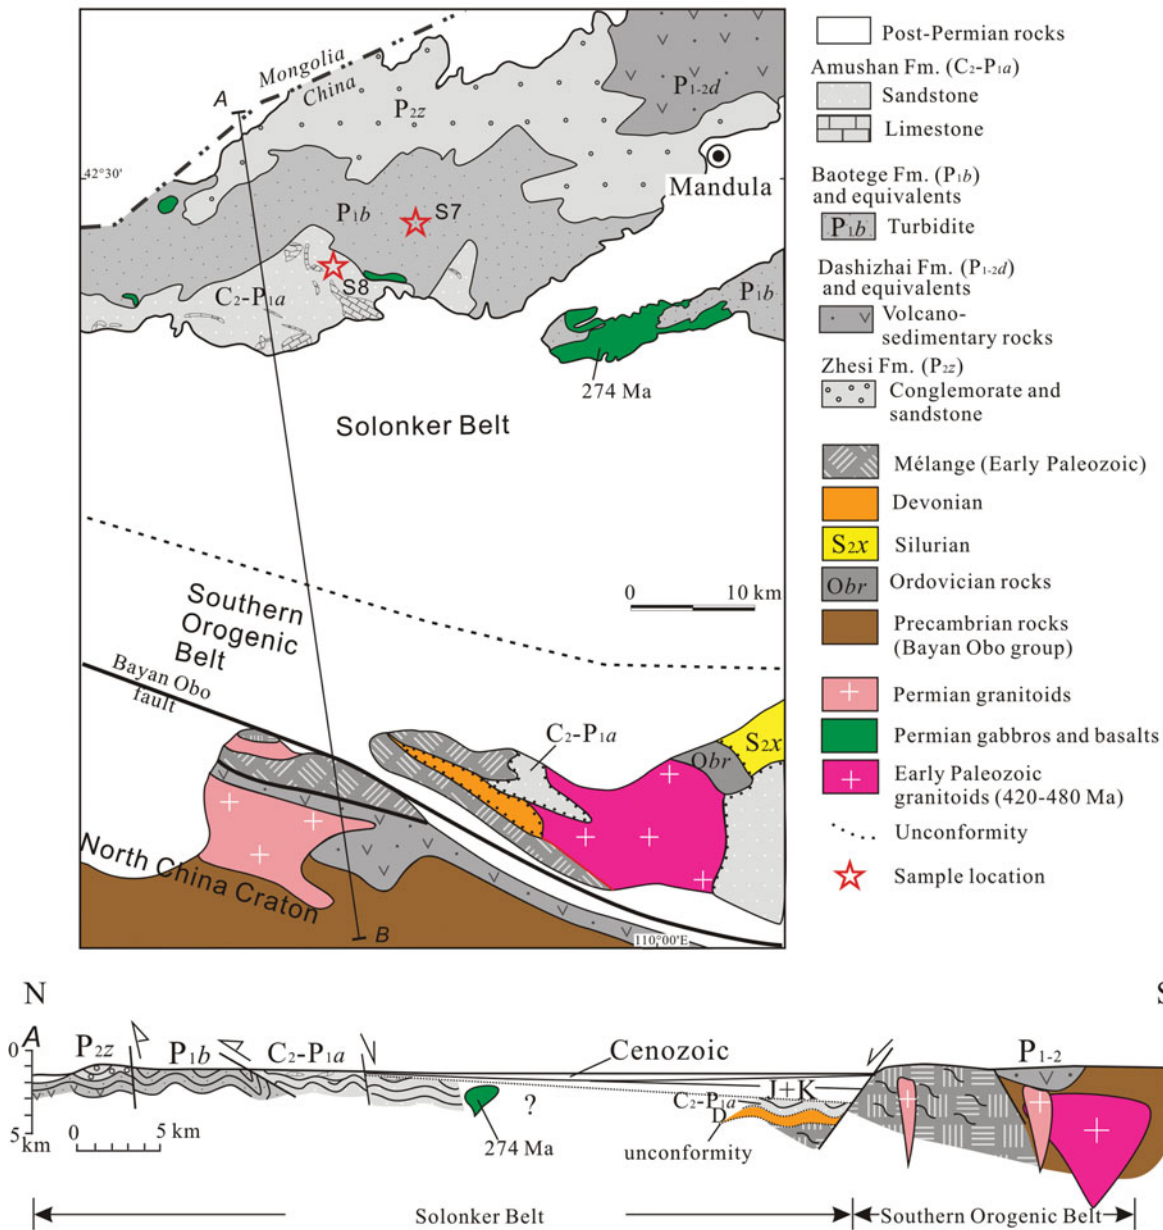 Mongolia
China
A
P2z
P1-2d
42°30'
Mandula
P1b
S7
S8
C2-P1a
P1b
274 Ma
Solonker Belt
0 10 km
Southern
Orogenic
Belt
Bayan Obo
fault
C2-P1a
S2x
Obr
North China Craton
B
110°00'E
Post-Permian rocks
Amushan Fm. (C2-P1a)
Sandstone
Limestone
Baotege Fm. (P1b)
and equivalents
P1b Turbidite
Dashizhai Fm. (P1-2d)
and equivalents
Volcano-
sedimentary rocks
Zhesi Fm. (P2z)
Conglemorate and
sandstone
Mélange (Early Paleozoic)
Devonian
S2x Silurian
Obr Ordovician rocks
Precambrian rocks
(Bayan Obo group)
Permian granitoids
Permian gabbros and basalts
Early Paleozoic
granitoids (420-480 Ma)
Unconformity
Sample location
N S
A
0
5
km
0 5 km
P2z P1b C2-P1a
Cenozoic
P1-2
J+K
C2-P1a
D
?
274 Ma
unconformity
Solonker Belt Southern Orogenic Belt